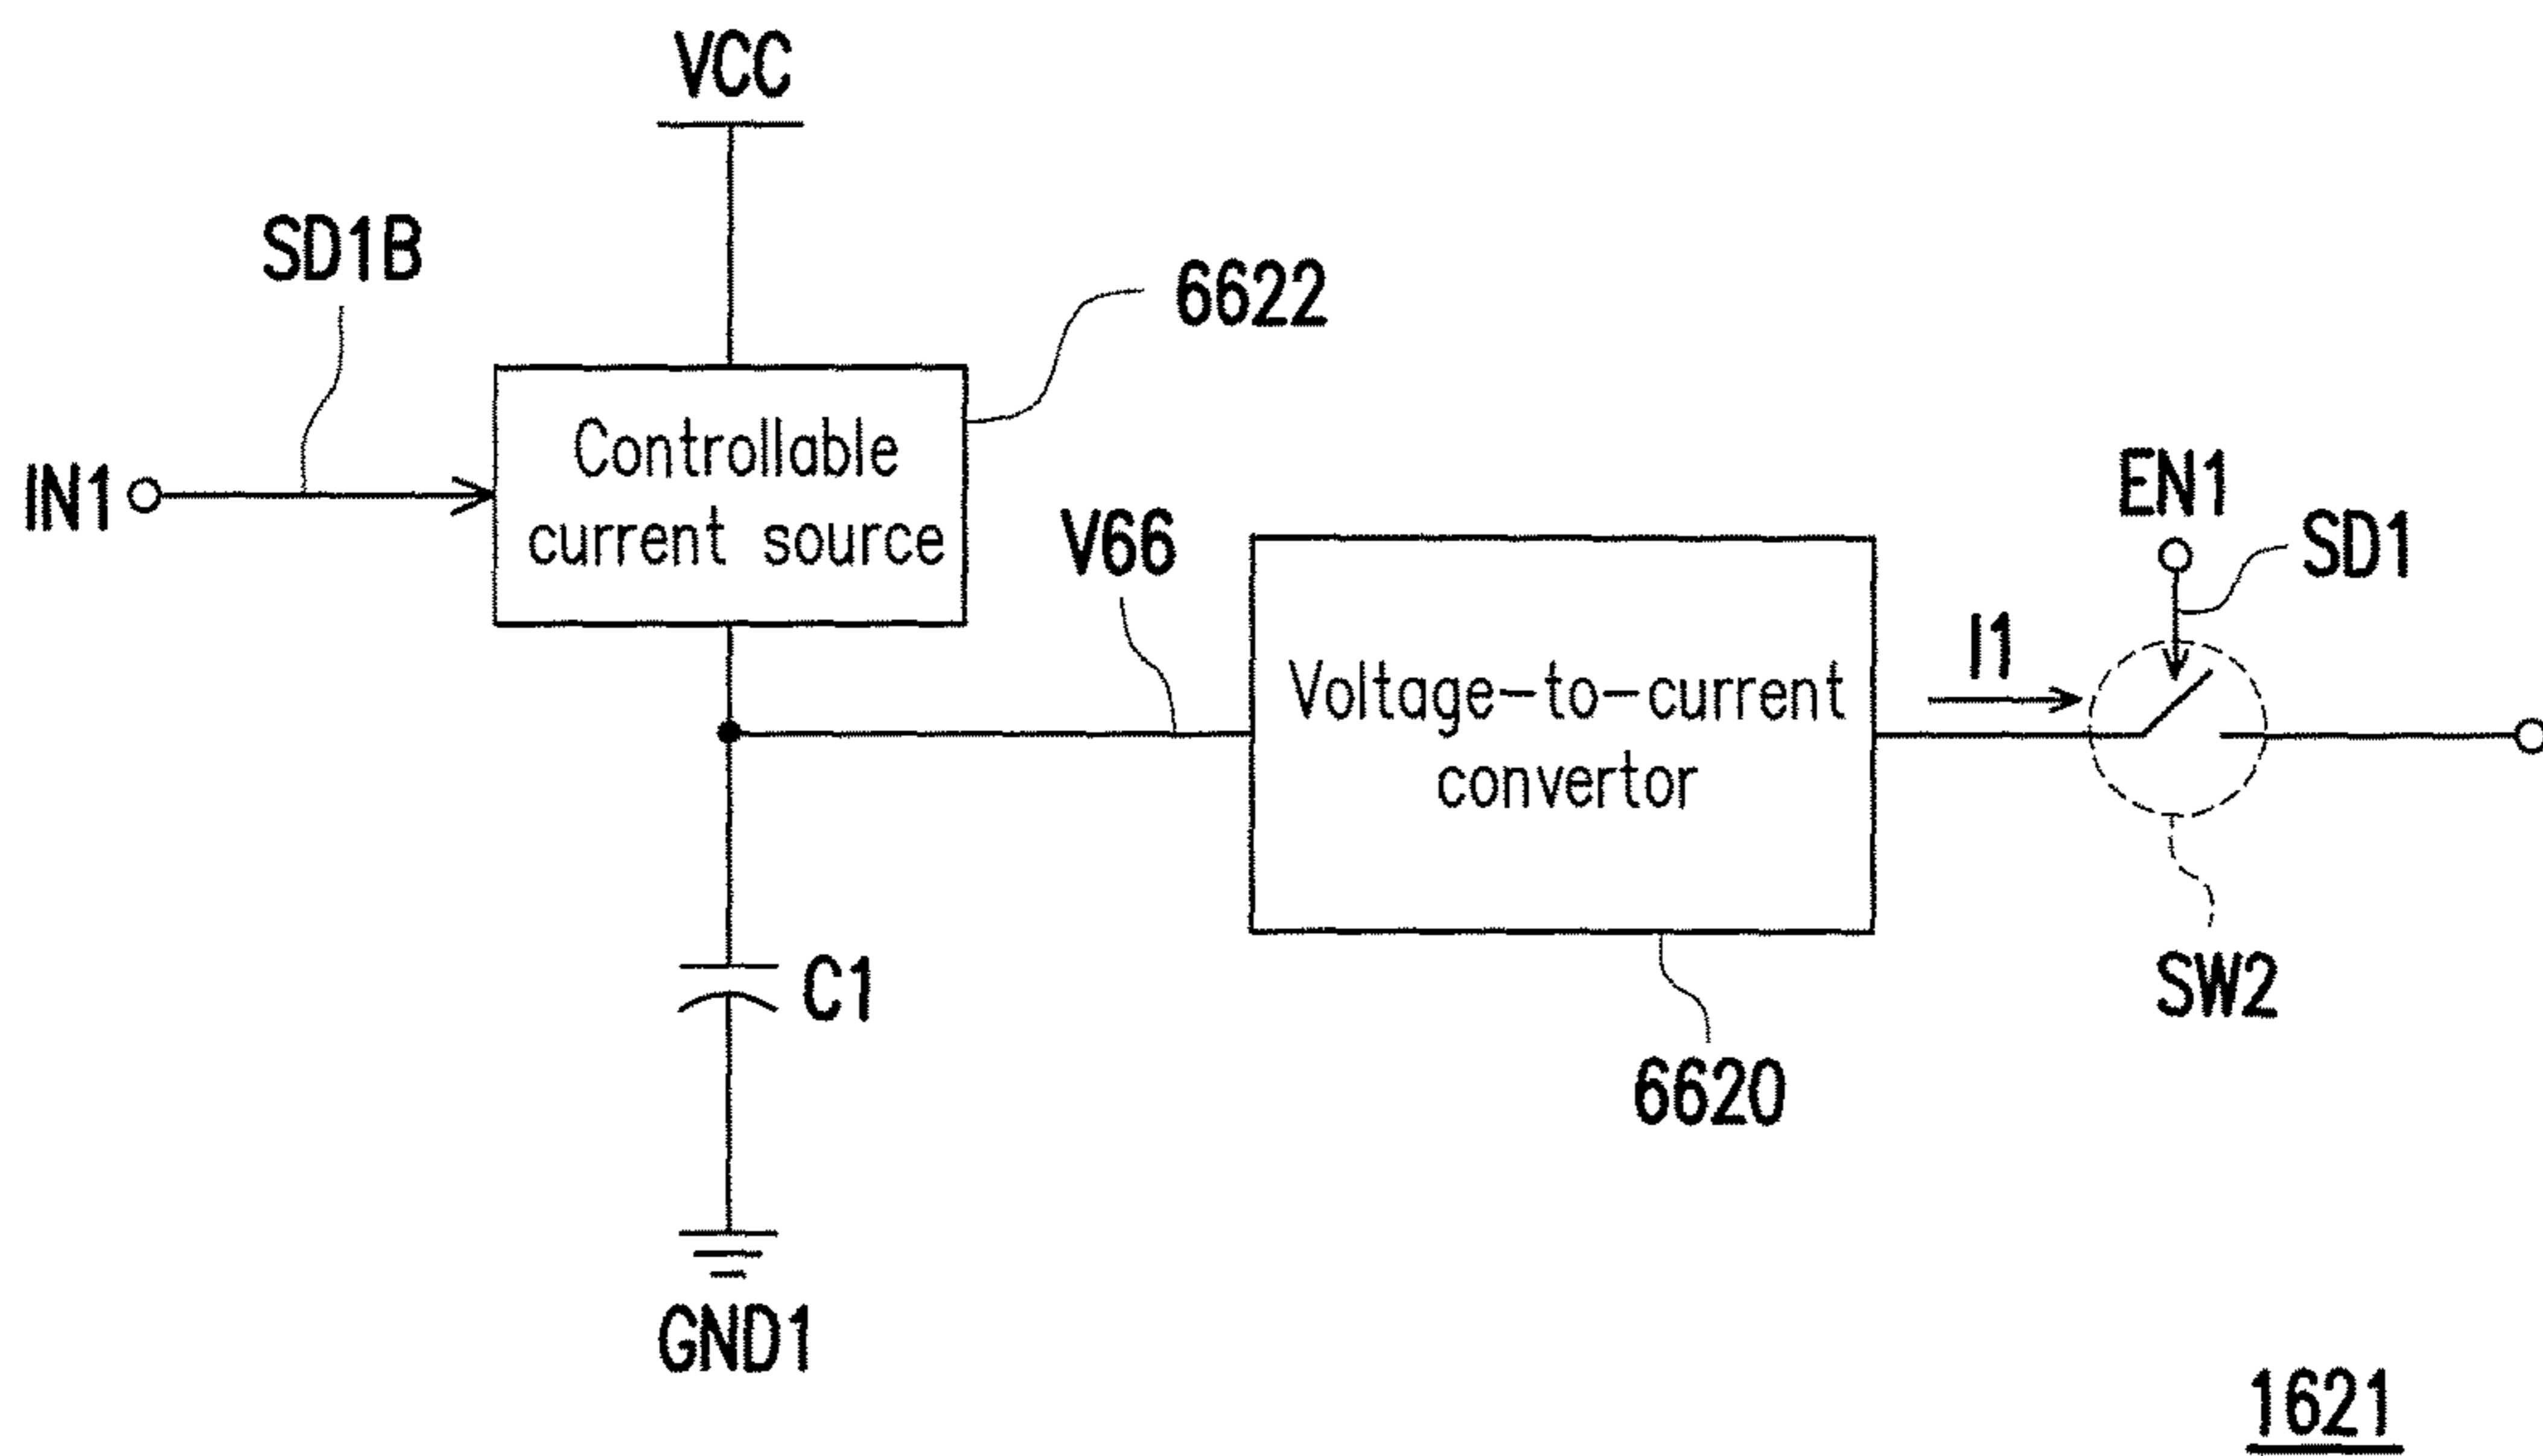 VCC
SD1B
6622
IN1
Controllable
current source
V66
EN1
SD1
I1
Voltage-to-current
convertor
C1
SW2
6620
GND1
1621